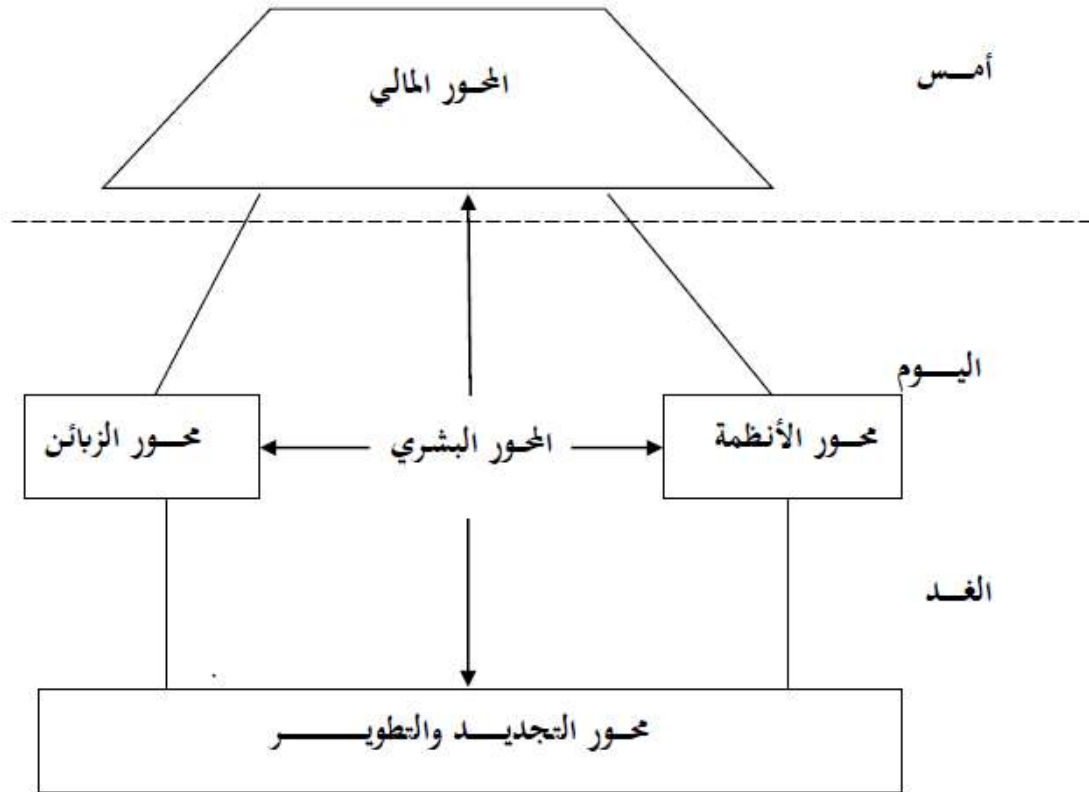 أمس
المحور المالي
اليوم
محور الأنظمة
المحور البشري
محور الزبائن
الغد
محور التجديد والتطوير